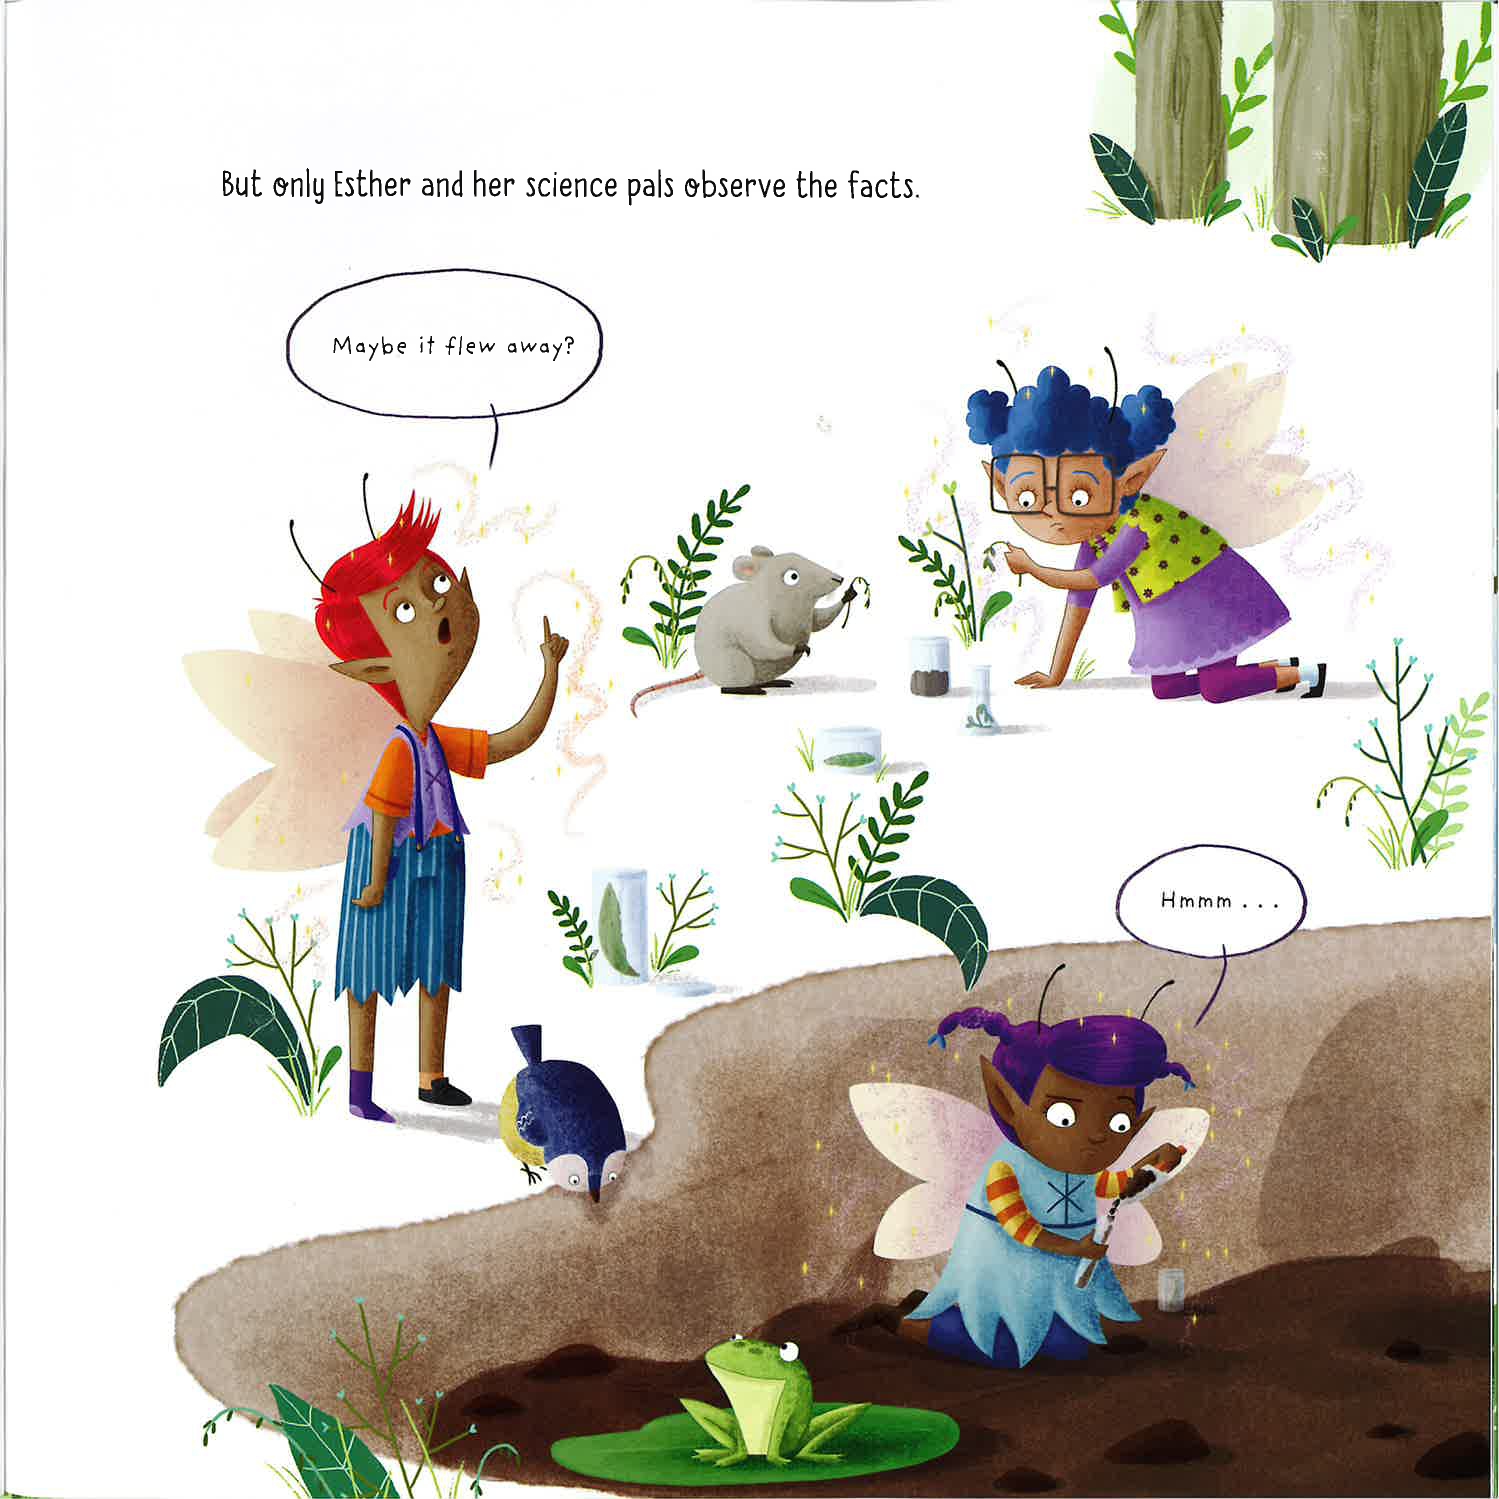 But only Esther and her science pals observe the facts.
Maybe it flew away?
Hmmm . . .